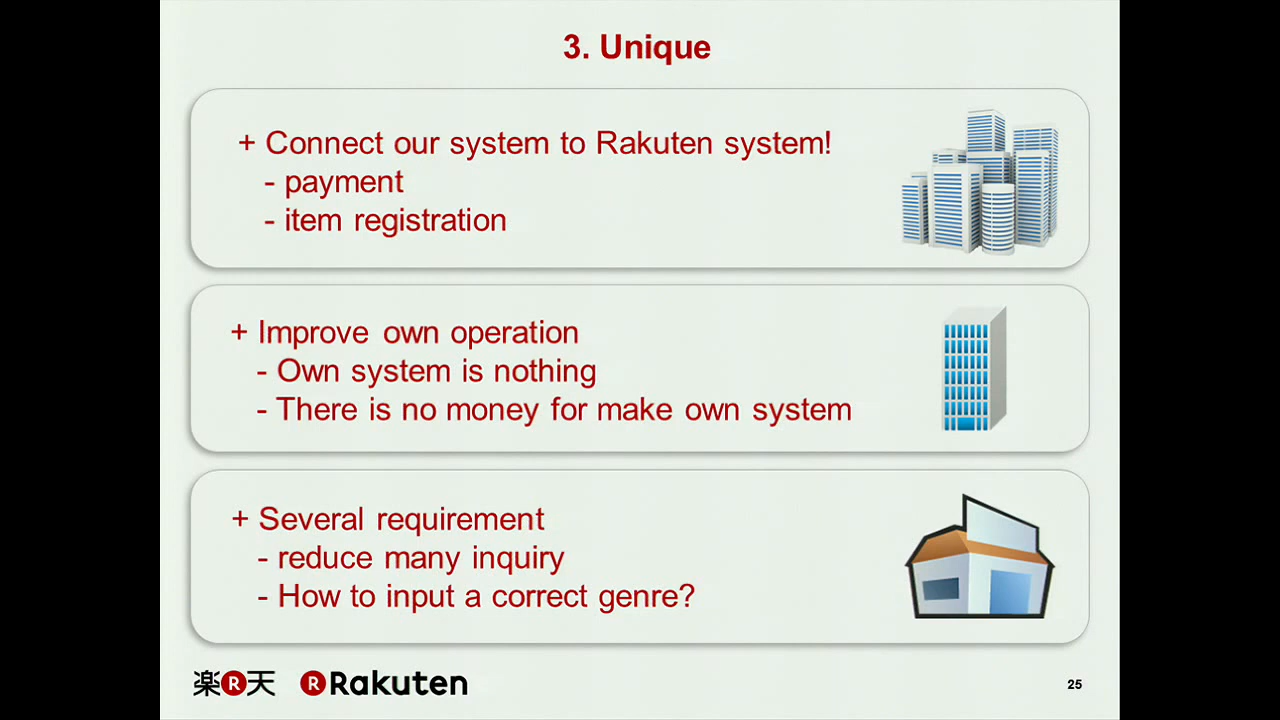 3. Unique
+ Connect our system to Rakuten system!
- payment
- item registration
+ Improve own operation
- Own system is nothing
- There is no money for make own system
+ Several requirement
- reduce many inquiry
- How to input a correct genre?
楽R天 R Rakuten
25